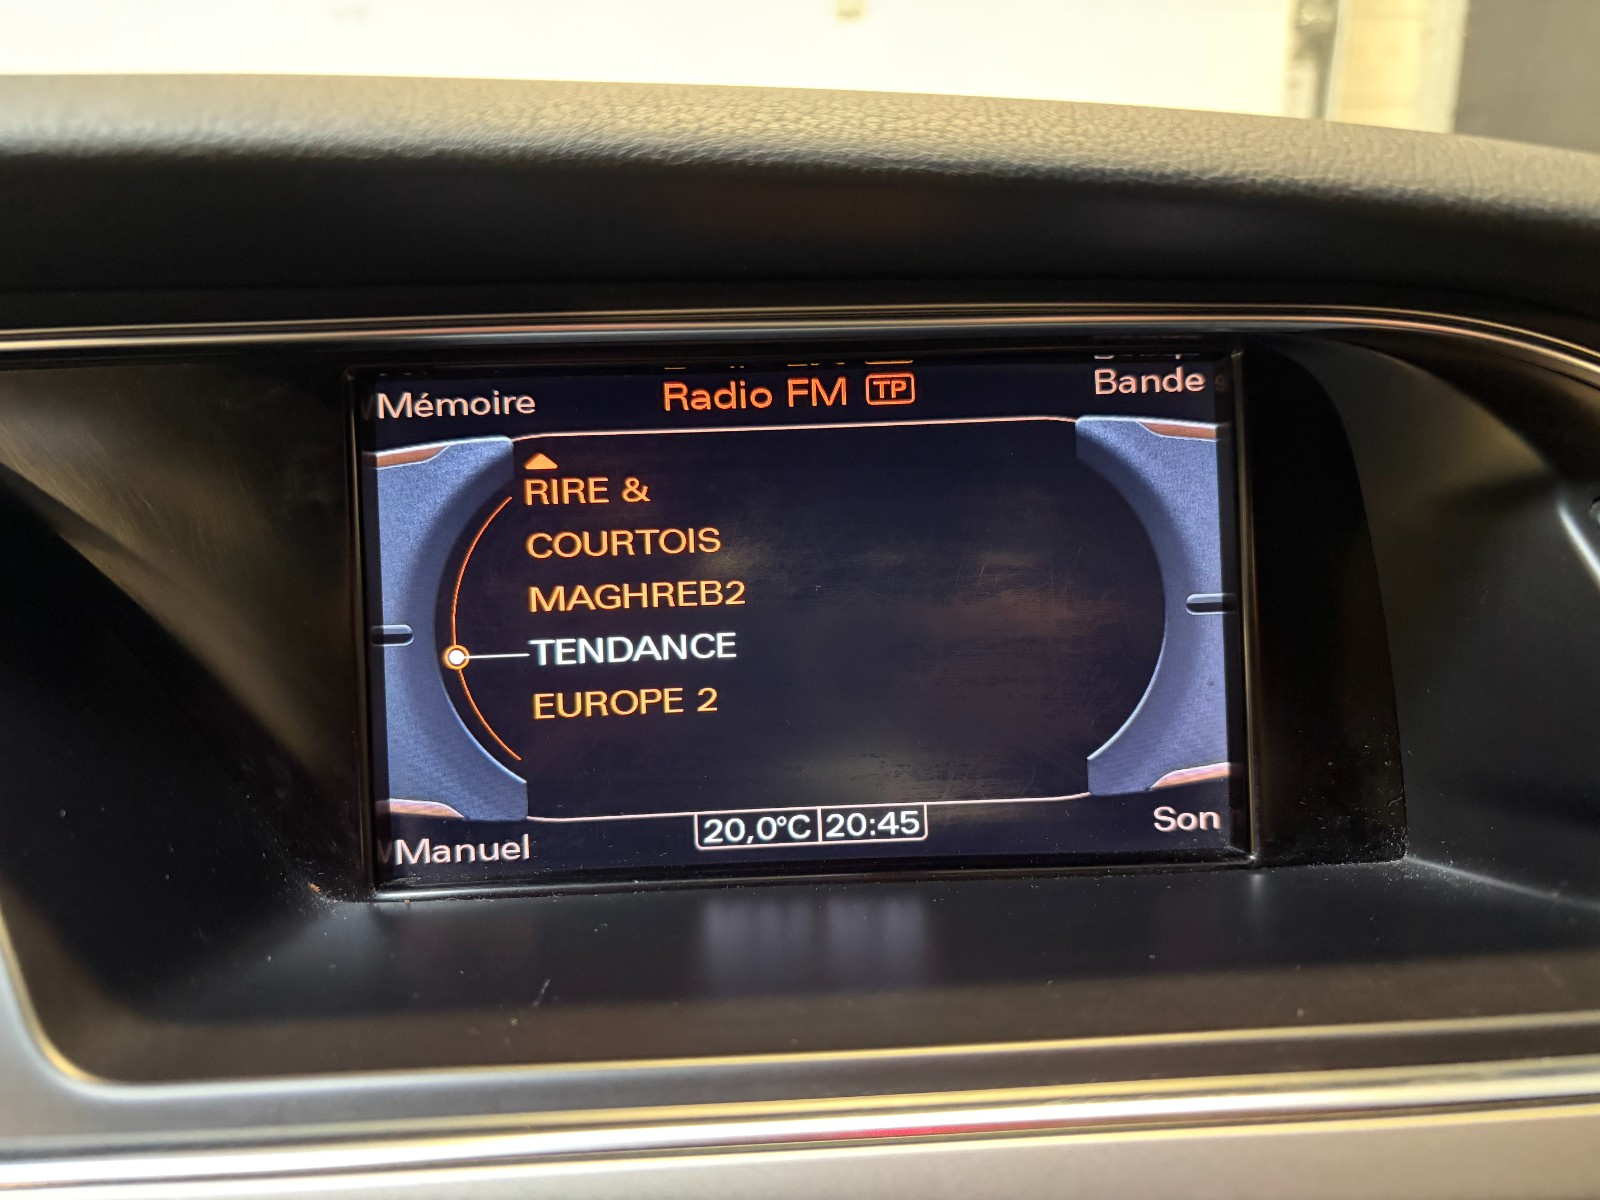 Mémoire
Radio FM TP
Bande
RIRE &
COURTOIS
MAGHREB2
TENDANCE
EUROPE 2
Manuel
20,0°C 20:45
Son